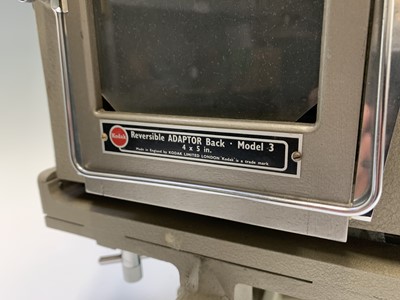 Kodak
Reversible ADAPTOR Back · Model 3
4 x 5 in.
Made in England by KODAK LIMITED LONDON 'Kodak' is a trade mark